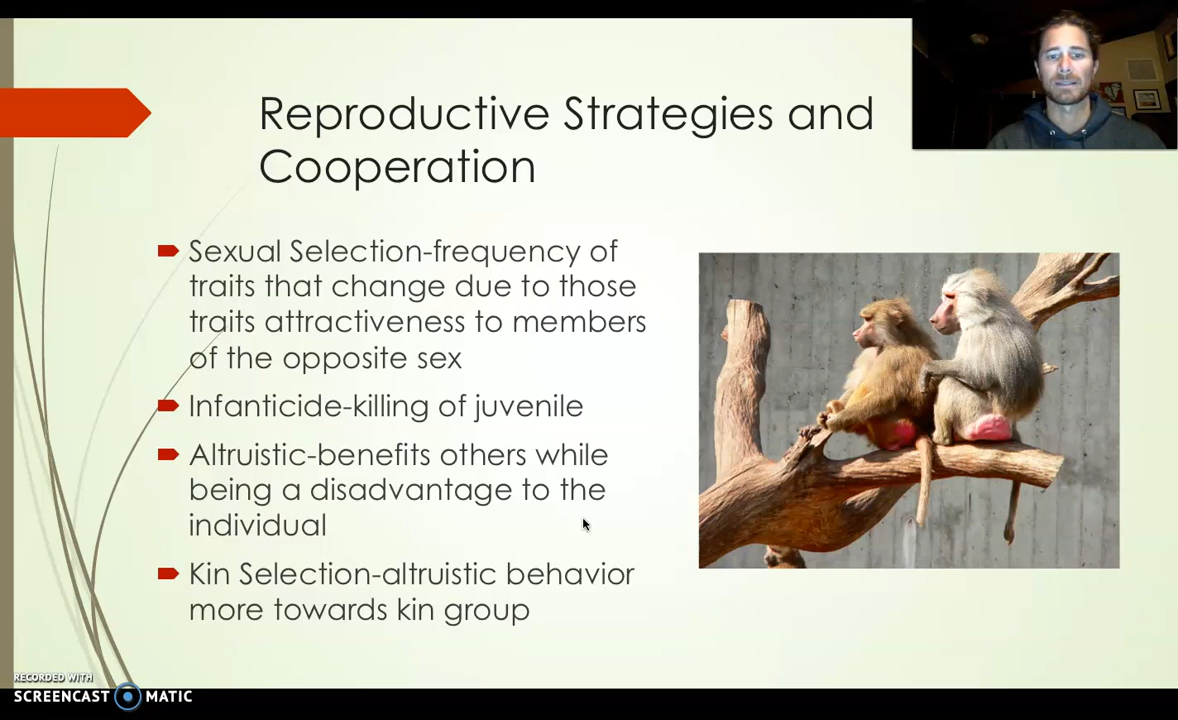 Reproductive Strategies and
Cooperation
Sexual Selection-frequency of
traits that change due to those
traits attractiveness to members
of the opposite sex
Infanticide-killing of juvenile
Altruistic-benefits others while
being a disadvantage to the
individual
Kin Selection-altruistic behavior
more towards kin group
RECORDED WITH
SCREENCAST MATIC